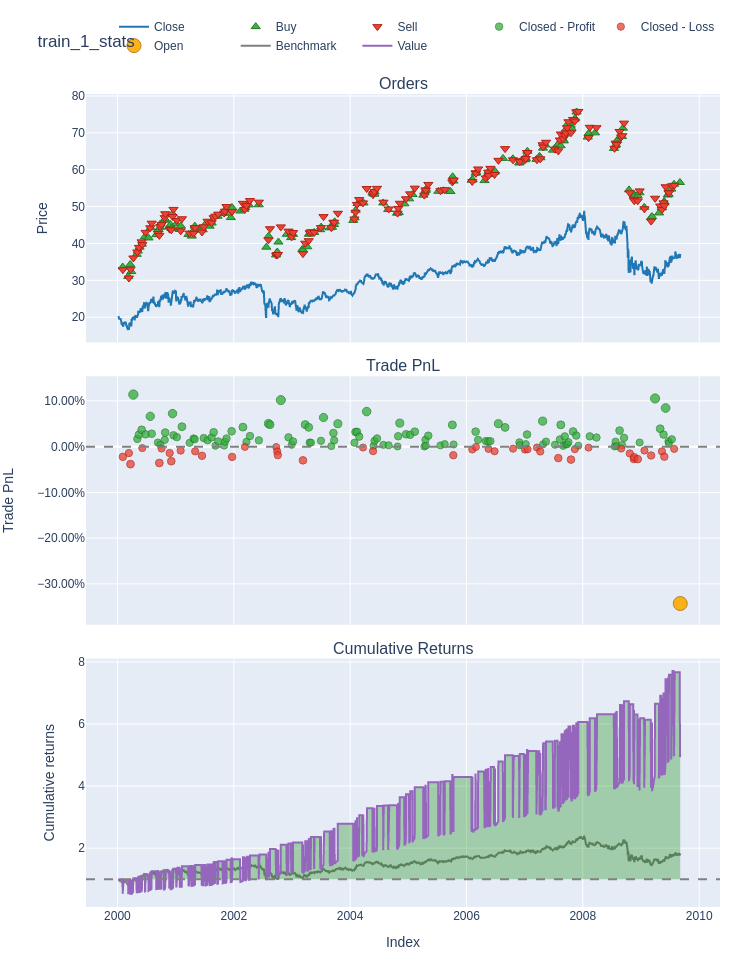 train_1_stats
Close
Buy
Sell
Closed - Profit
Closed - Loss
Open
Benchmark
Value
Orders
80
70
60
50
40
30
20
Price
Trade PnL
10.00%
0.00%
−10.00%
−20.00%
−30.00%
Trade PnL
Cumulative Returns
8
6
4
2
Cumulative returns
2000
2002
2004
2006
2008
2010
Index